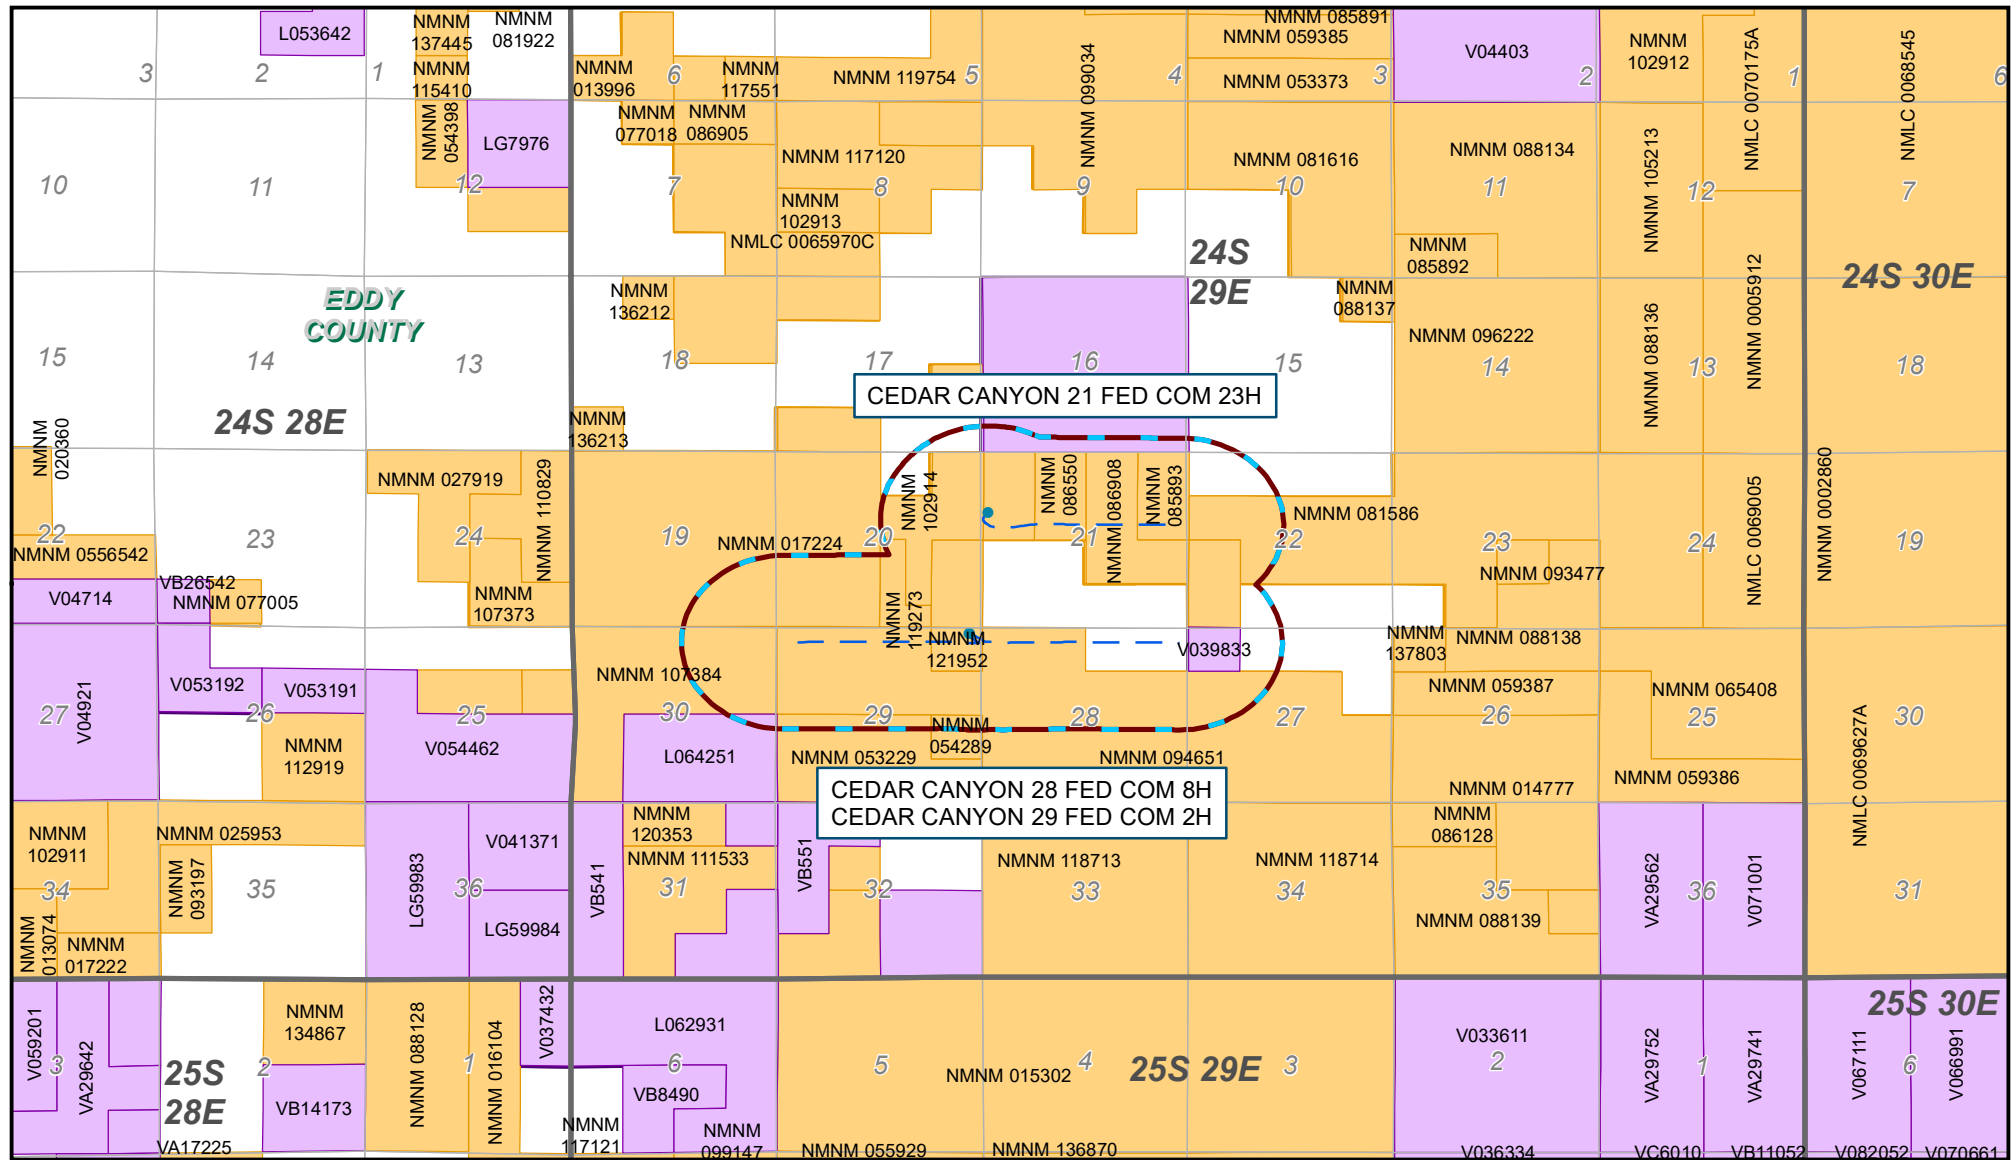 L053642
NMNM
137445
NMNM
081922
NMNM 085891
NMNM 059385
V04403
NMNM
102912
NMLC 0070175A
NMLC 0068545
3
2
1
NMNM
115410
NMNM
013996
6
NMNM
117551
NMNM 119754
5
NMNM 099034
4
NMNM 053373
3
2
1
6
NMNM
054398
LG7976
NMNM
077018
NMNM
086905
NMNM 117120
NMNM 081616
NMNM 088134
NMNM 105213
10
11
12
7
8
9
10
11
12
7
NMNM
102913
NMLC 0065970C
24S
29E
NMNM
085892
NMNM 0005912
24S 30E
EDDY
COUNTY
NMNM
136212
NMNM
088137
NMNM 096222
NMNM 088136
15
14
13
18
17
16
15
14
13
18
CEDAR CANYON 21 FED COM 23H
24S 28E
NMNM
136213
NMNM
020360
NMNM 027919
NMNM 110829
NMNM
102914
NMNM
086550
NMNM 086908
NMNM
085893
NMNM 081586
NMLC 0069005
NMNM 0002860
22
23
24
19
20
21
22
23
24
19
NMNM 0556542
NMNM 017224
NMNM 093477
VB26542
V04714
NMNM 077005
NMNM
107373
NMNM
119273
NMNM
121952
V039833
NMNM
137803
NMNM 088138
V04921
V053192
V053191
NMNM 107384
NMNM 059387
NMNM 065408
27
26
25
30
29
28
27
26
25
30
NMNM
112919
V054462
L064251
NMNM 053229
NMNM
054289
NMNM 094651
NMNM 014777
NMNM 059386
NMLC 0069627A
CEDAR CANYON 28 FED COM 8H
CEDAR CANYON 29 FED COM 2H
NMNM
102911
NMNM 025953
NMNM
093197
LG59983
V041371
VB541
NMNM
120353
NMNM 111533
VB551
NMNM 118713
NMNM 118714
NMNM
086128
VA29562
V071001
34
35
36
31
32
33
34
35
36
31
NMNM
013074
NMNM
017222
LG59984
NMNM 088139
V059201
VA29642
NMNM
134867
NMNM 088128
NMNM 016104
V037432
L062931
V033611
VA29752
VA29741
25S 30E
V067111
V066991
3
25S
28E
2
1
6
5
NMNM 015302
4
25S 29E
3
2
1
6
VB14173
VB8490
VA17225
NMNM
117121
NMNM
099147
NMNM 055929
NMNM 136870
V036334
VC6010
VB11052
V082052
V070661